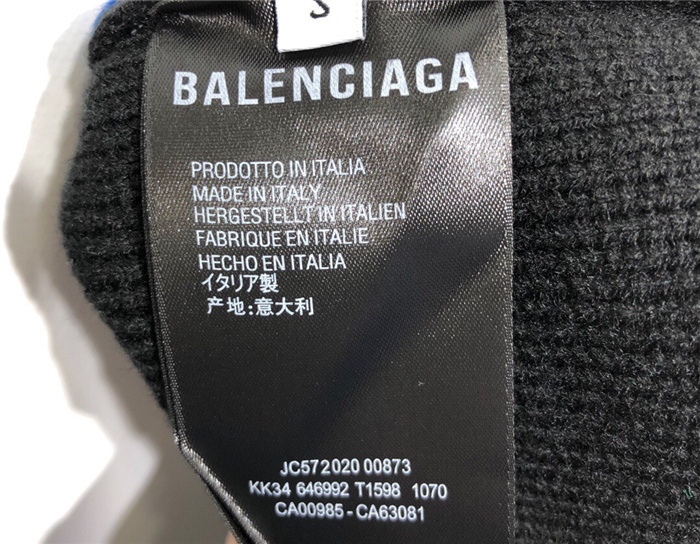 S
BALENCIAGA
PRODOTTO IN ITALIA
MADE IN ITALY
HERGESTELLT IN ITALIEN
FABRIQUE EN ITALIE
HECHO EN ITALIA
イタリア製
产地:意大利
JC572020 00873
KK34 646992 T1598 1070
CA00985 - CA63081